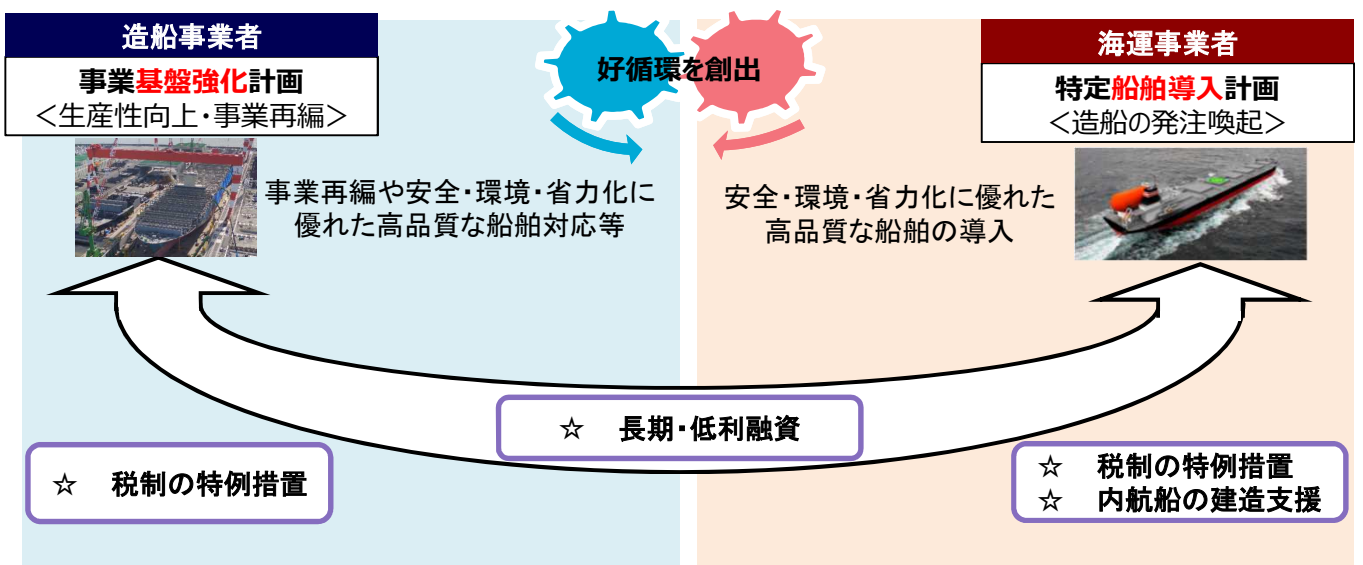 造船事業者
事業基盤強化計画
＜生産性向上・事業再編＞
好循環を創出
海運事業者
特定船舶導入計画
＜造船の発注喚起＞
事業再編や安全・環境・省力化に
優れた高品質な船舶対応等
安全・環境・省力化に優れた
高品質な船舶の導入
☆　長期・低利融資
☆　税制の特例措置
☆　税制の特例措置
☆　内航船の建造支援